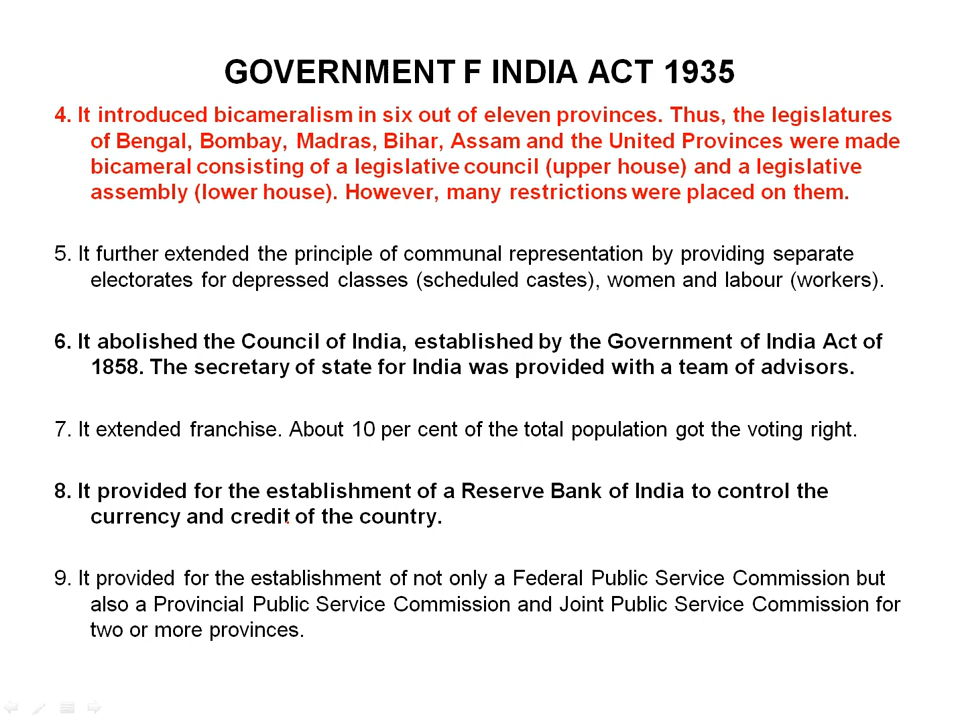 GOVERNMENT F INDIA ACT 1935
4. It introduced bicameralism in six out of eleven provinces. Thus, the legislatures
of Bengal, Bombay, Madras, Bihar, Assam and the United Provinces were made
bicameral consisting of a legislative council (upper house) and a legislative
assembly (lower house). However, many restrictions were placed on them.
5. It further extended the principle of communal representation by providing separate
electorates for depressed classes (scheduled castes), women and labour (workers).
6. It abolished the Council of India, established by the Government of India Act of
1858. The secretary of state for India was provided with a team of advisors.
7. It extended franchise. About 10 per cent of the total population got the voting right.
8. It provided for the establishment of a Reserve Bank of India to control the
currency and credit of the country.
9. It provided for the establishment of not only a Federal Public Service Commission but
also a Provincial Public Service Commission and Joint Public Service Commission for
two or more provinces.